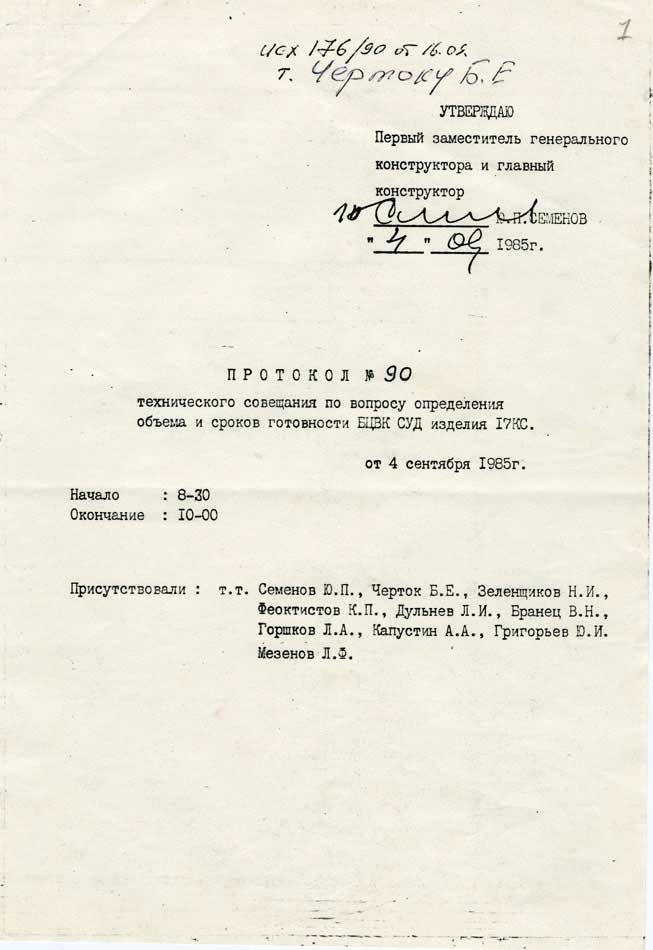 1
исх 176/90 от 16.09.
т. Чертоку Б.Е
УТВЕРЖДАЮ
Первый заместитель генерального
конструктора и главный
конструктор
Ю.П.СЕМЕНОВ
"4" 09 1985г.
ПРОТОКОЛ № 90
технического совещания по вопросу определения
объема и сроков готовности БЦВК СУД изделия 17КС.
от 4 сентября 1985г.
Начало : 8-30
Окончание : 10-00
Присутствовали : т.т. Семенов Ю.П., Черток Б.Е., Зеленщиков Н.И.,
Феоктистов К.П., Дульнев Л.И., Бранец В.Н.,
Горшков Л.А., Капустин А.А., Григорьев Ю.И.
Мезенов Л.Ф.